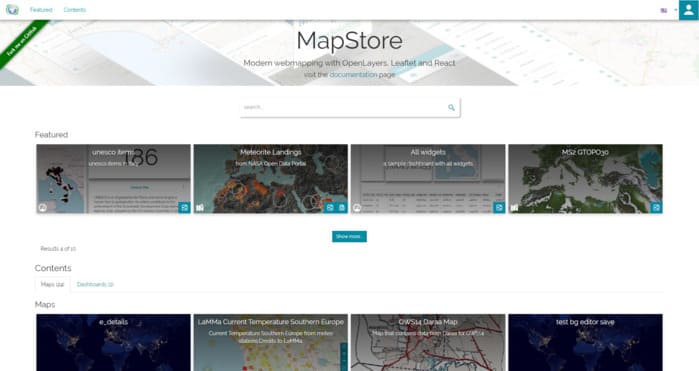 Featured
Contents
Fork me on GitHub
MapStore
Modern webmapping with OpenLayers, Leaflet and React
visit the documentation page
search...
Featured
unesco items
unesco items in Italy
Meteorite Landings
from NASA Open Data Portal
All widgets
a sample dashboard with all widgets
MS2 GTOPO30
Show more
Results 4 of 10
Contents
Maps (24)
Dashboards (2)
Maps
e_details
LaMMa Current Temperature Southern Europe
Current Temperature Southern Europe from meteo
stations Credits to LaMMa.
GWS14 Daraa Map
Map that contains data from Daraa for GWS14
test bg editor save